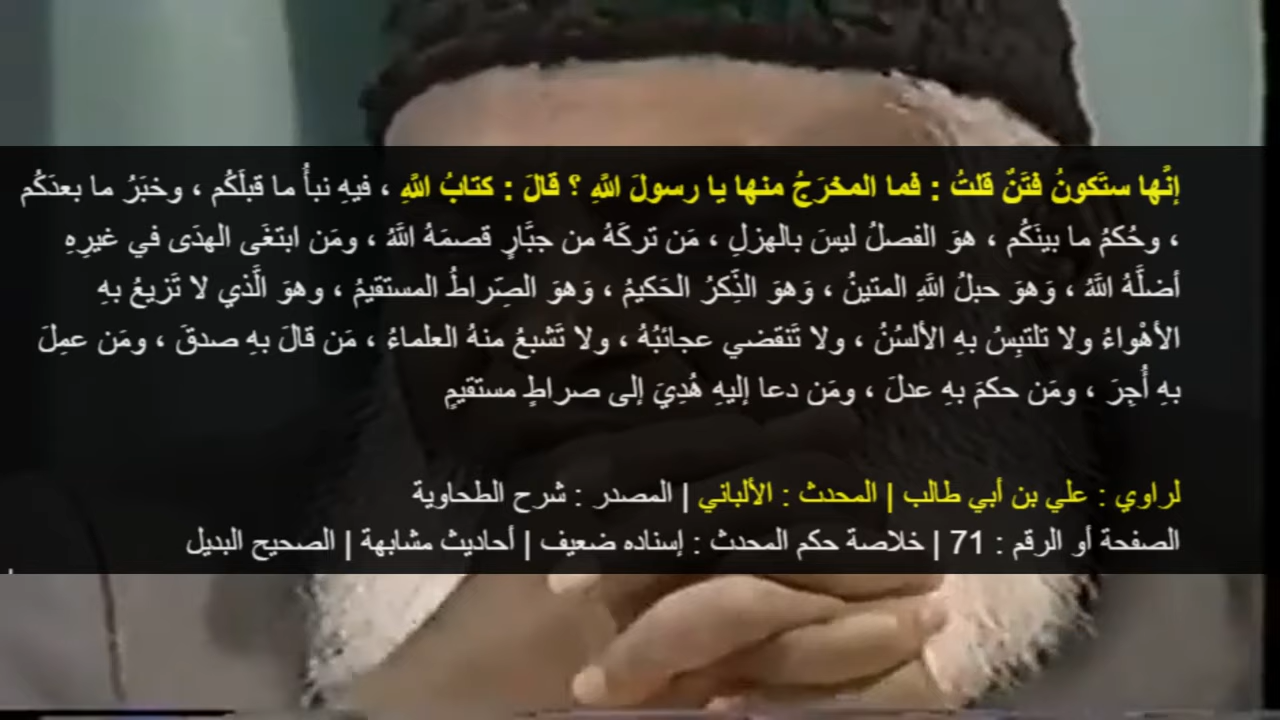 إنَّها ستَكونُ فَتَنٌ قلتُ : فَما المخرَجُ منها يا رسولَ اللَّهِ ؟ قالَ : كتابُ اللَّهِ ، فيهِ نبأُ ما قبلَكُم ، وخبَرُ ما بعدَكُم
، وحُكمُ ما بينَكُم ، هوَ الفصلُ ليسَ بالهزلِ ، مَن تركَهُ من جبَّارٍ قصمَهُ اللَّهُ ، ومَن ابتغَى الهدَى في غيرِهِ
أضلَّهُ اللَّهُ ، وَهوَ حبلُ اللَّهِ المتينُ ، وَهوَ الذِّكرُ الحَكيمُ ، وَهوَ الصِّراطُ المستقيمُ ، وهوَ الَّذي لا تَزيغُ بهِ
الأهْواءُ ولا تلتبِسُ بهِ الألسُنُ ، ولا تَنقضي عجائبُهُ ، ولا تَشبعُ منهُ العلماءُ ، مَن قالَ بهِ صدقَ ، ومَن عمِلَ
بهِ أُجِرَ ، ومَن حكمَ بهِ عدلَ ، ومَن دعا إليهِ هُدِيَ إلى صراطٍ مستقيمٍ
لراوي : علي بن أبي طالب | المحدث : الألباني | المصدر : شرح الطحاوية
الصفحة أو الرقم : 71 | خلاصة حكم المحدث : إسناده ضعيف | أحاديث مشابهة | الصحيح البديل